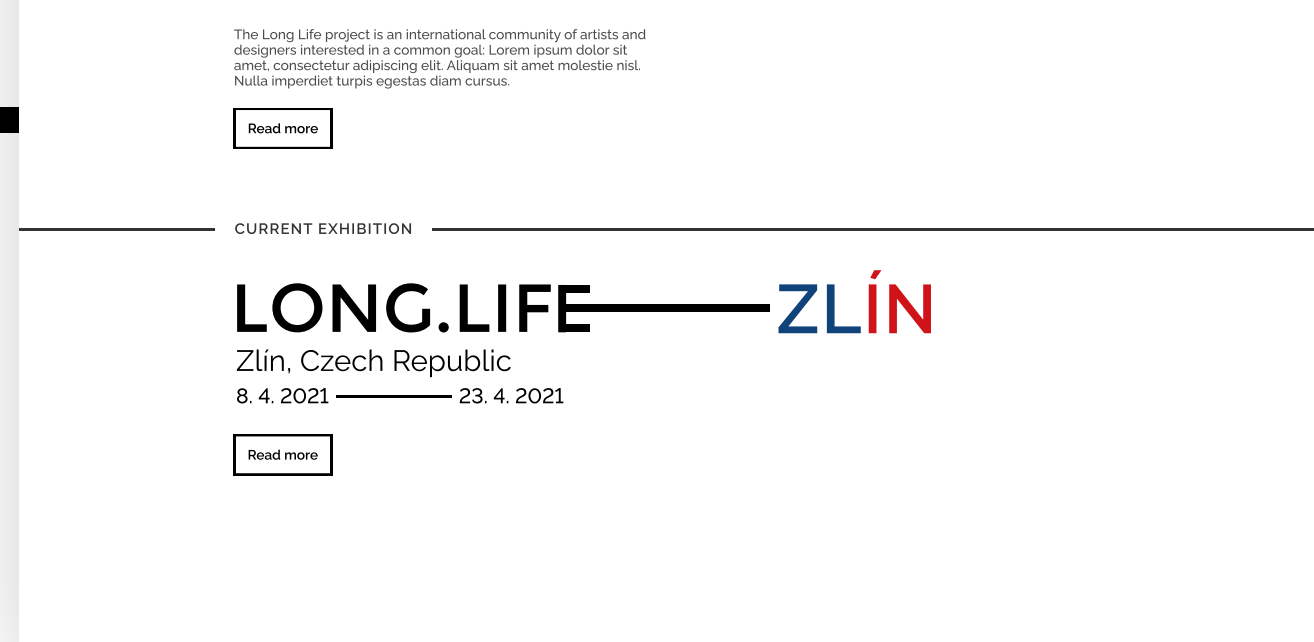 The Long Life project is an international community of artists and
designers interested in a common goal: Lorem ipsum dolor sit
amet, consectetur adipiscing elit. Aliquam sit amet molestie nisl.
Nulla imperdiet turpis egestas diam cursus.
Read more
CURRENT EXHIBITION
LONG.LIFE ZLÍN
Zlín, Czech Republic
8. 4. 2021 23. 4. 2021
Read more